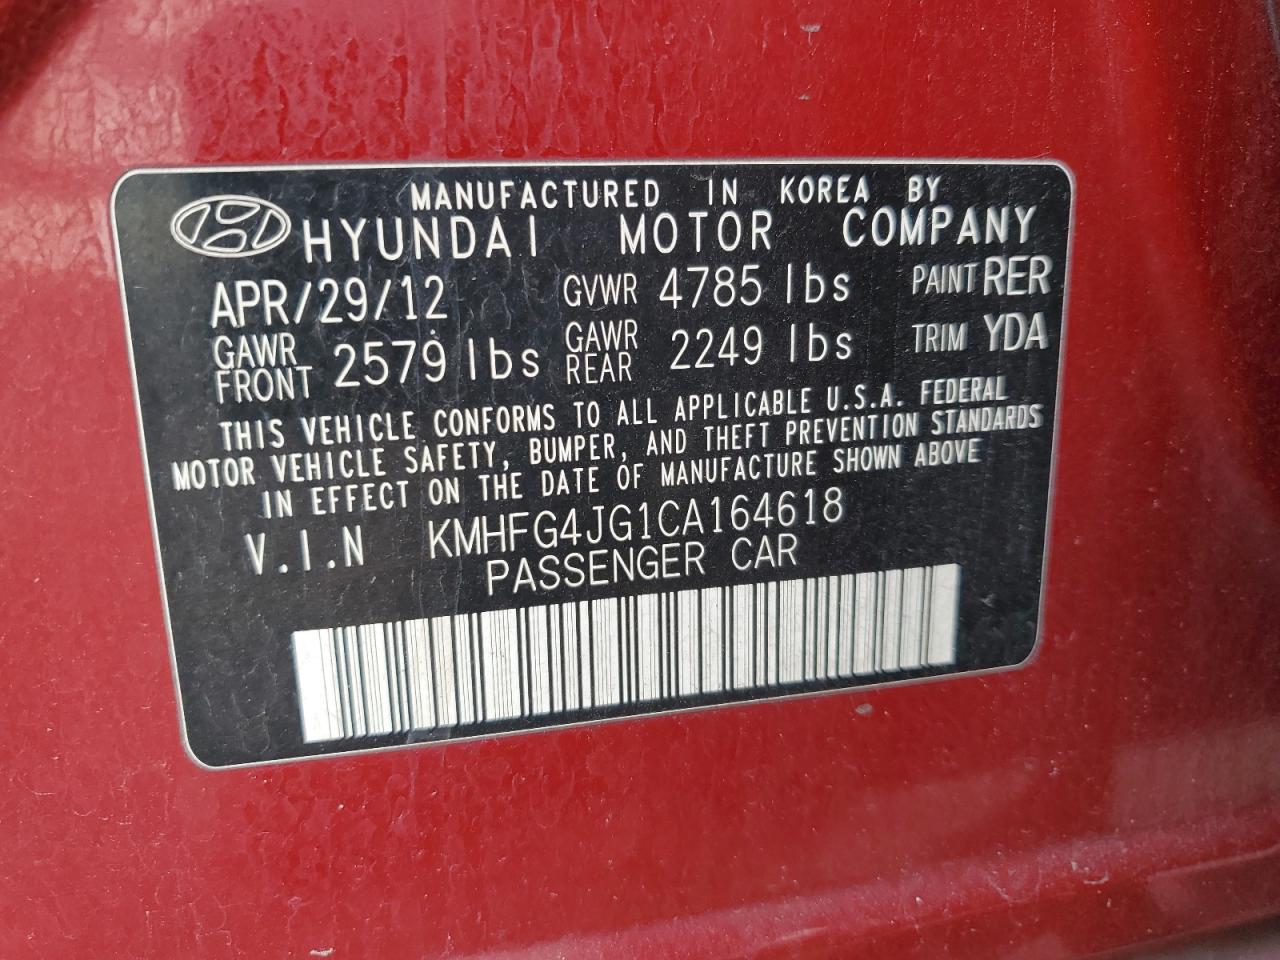 MANUFACTURED IN KOREA BY
HYUNDAI MOTOR COMPANY
APR/29/12 GVWR 4785 lbs PAINT RER
GAWR FRONT 2579 lbs GAWR REAR 2249 lbs TRIM YDA
THIS VEHICLE CONFORMS TO ALL APPLICABLE U.S.A. FEDERAL
MOTOR VEHICLE SAFETY, BUMPER, AND THEFT PREVENTION STANDARDS
IN EFFECT ON THE DATE OF MANUFACTURE SHOWN ABOVE
V.I.N KMHFG4JG1CA164618
PASSENGER CAR